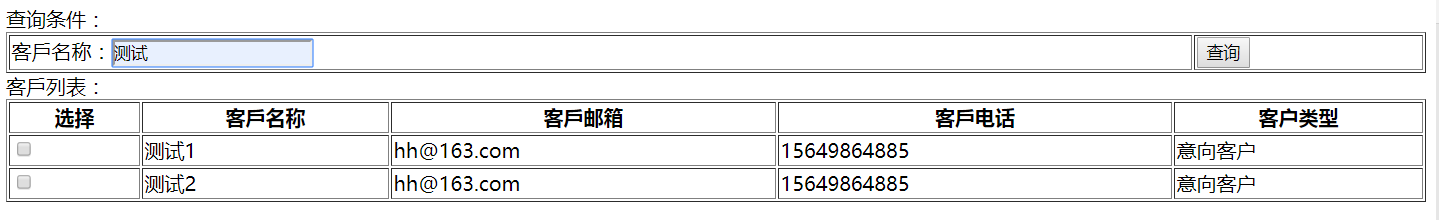 查询条件：
客戶名称：测试 查询
客戶列表：
选择 客戶名称 客戶邮箱 客戶电话 客户类型
测试1 hh@163.com 15649864885 意向客户
测试2 hh@163.com 15649864885 意向客户